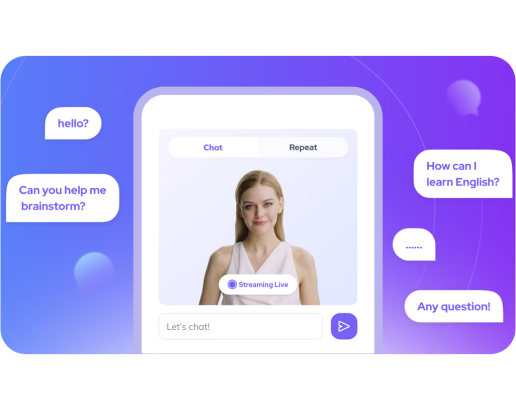 hello?
Can you help me
brainstorm?
Chat
Repeat
Streaming Live
Let's chat!
How can I
learn English?
......
Any question!